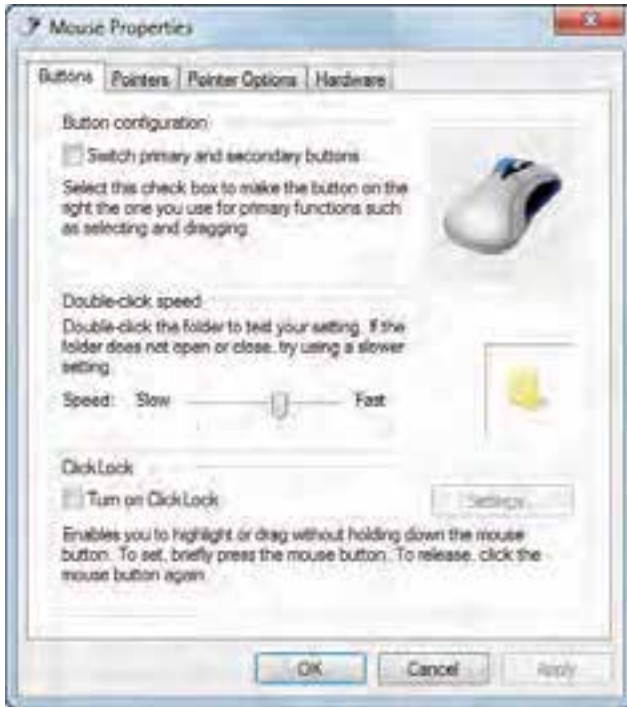 Mouse Properties
Buttons Pointers Pointer Options Hardware
Button configuration
Switch primary and secondary buttons
Select this check box to make the button on the
right the one you use for primary functions such
as selecting and dragging.
Double-click speed
Double-click the folder to test your setting. If the
folder does not open or close, try using a slower
setting.
Speed: Slow Fast
ClickLock
Turn on ClickLock
Settings...
Enables you to highlight or drag without holding down the mouse
button. To set, briefly press the mouse button. To release, click the
mouse button again.
OK Cancel Apply